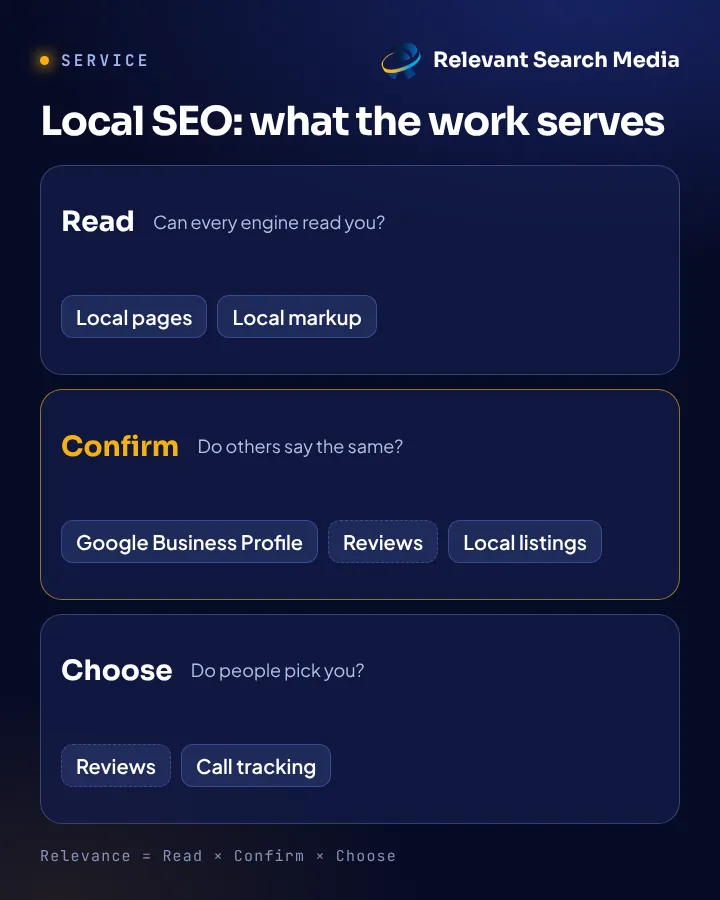 SERVICE
Relevant Search Media
Local SEO: what the work serves
Read Can every engine read you?
Local pages Local markup
Confirm Do others say the same?
Google Business Profile Reviews Local listings
Choose Do people pick you?
Reviews Call tracking
Relevance = Read × Confirm × Choose